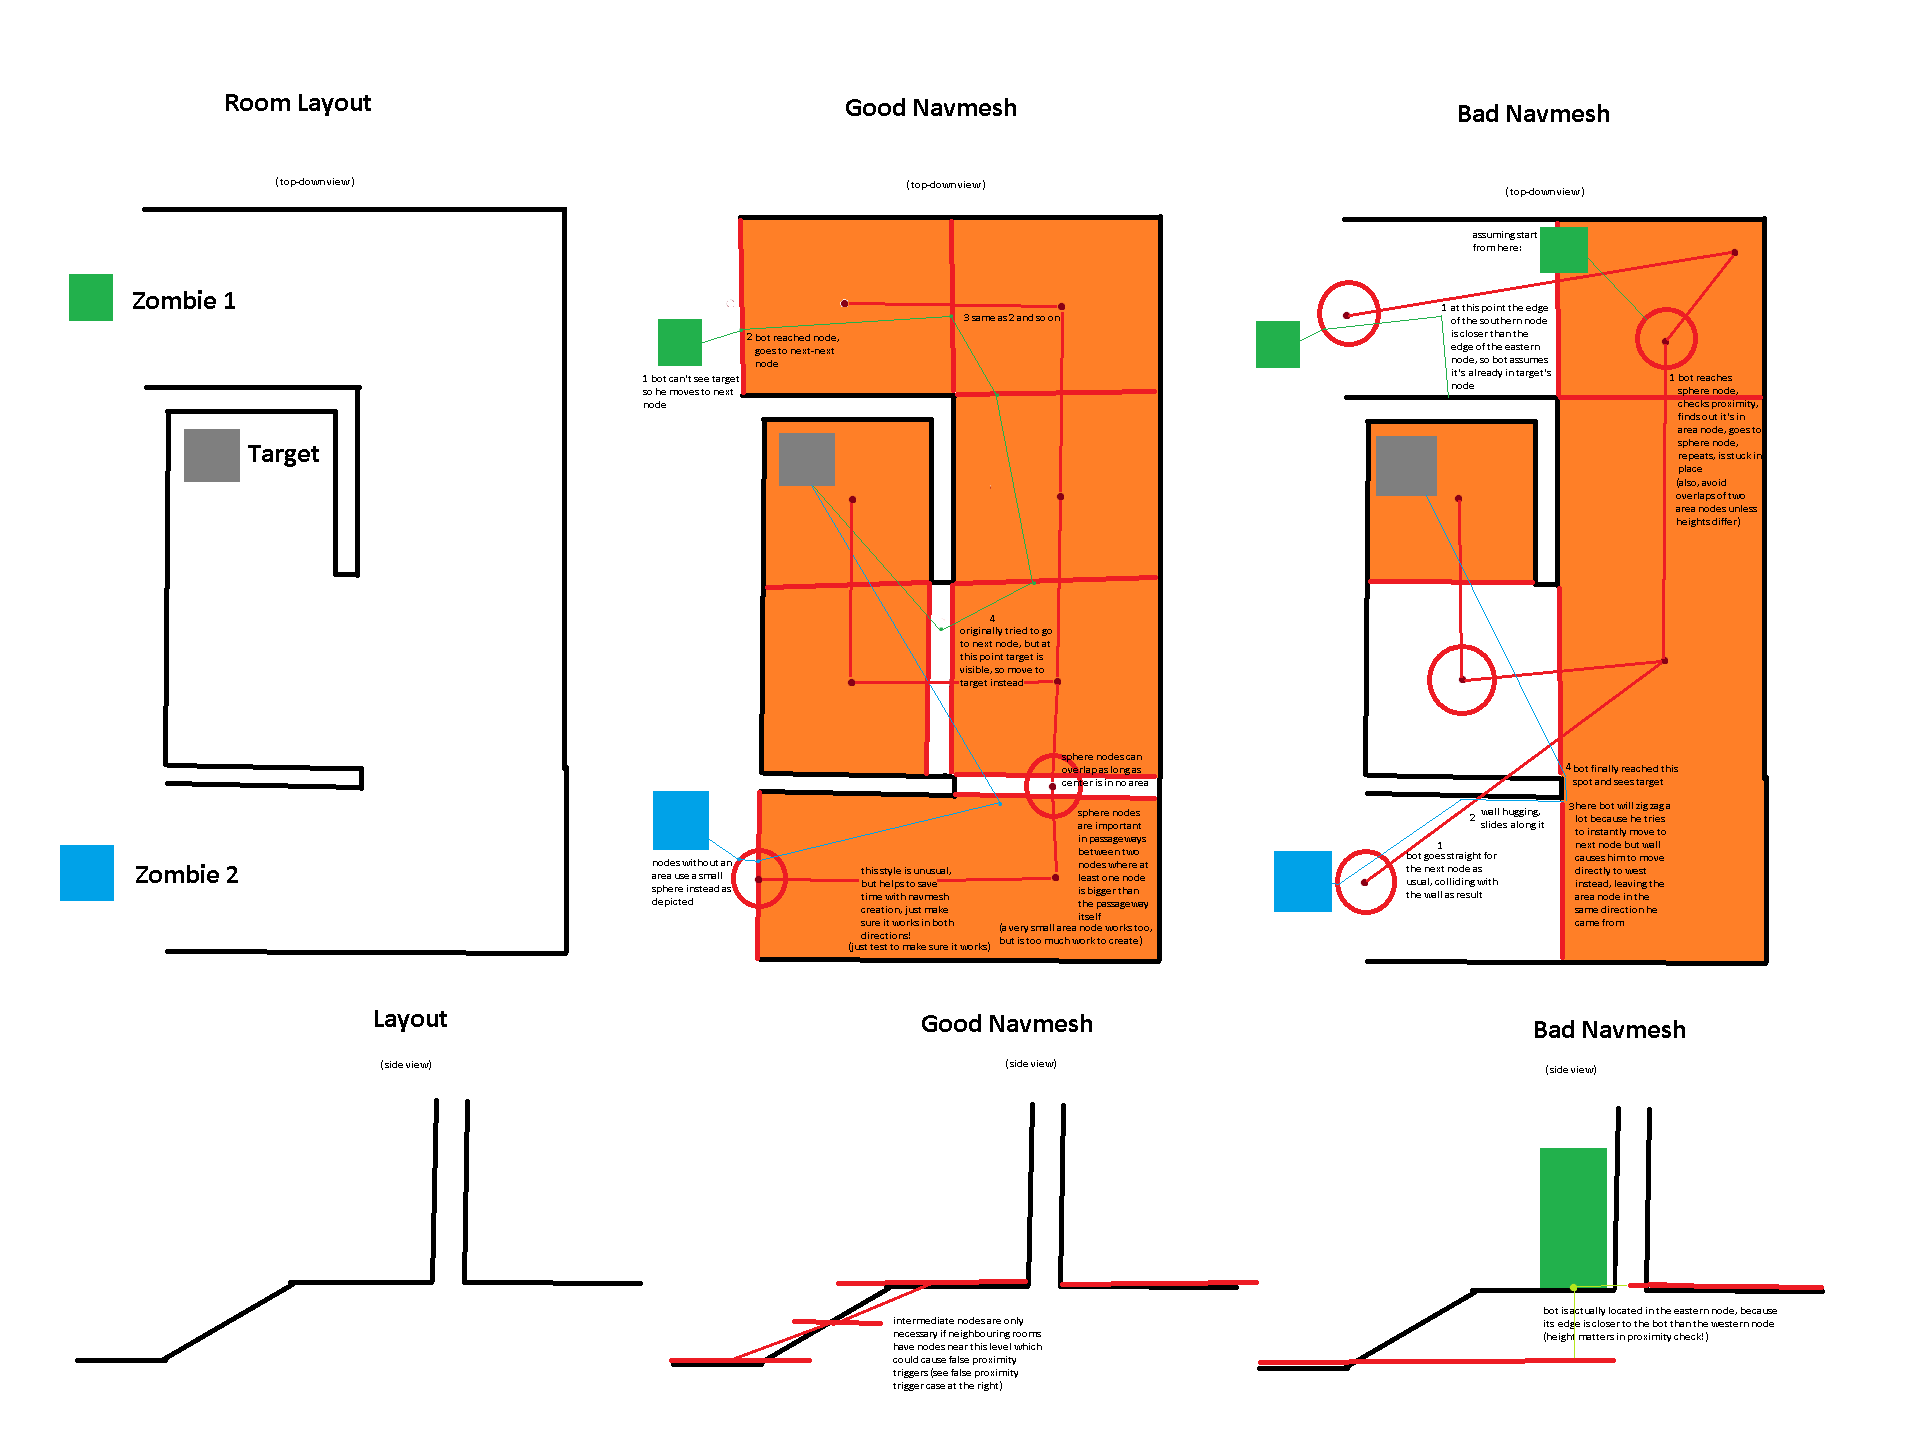 Room Layout
(top-down view)
Zombie 1
Target
Zombie 2
Good Navmesh
(top-down view)
3 same as 2 and so on
2 bot reached node,
goes to next-next
node
1 bot can't see target
so he moves to next
node
4
originally tried to go
to next node, but at
this point target is
visible, so move to
target instead
sphere nodes can
overlap as long as
center is in no area
sphere nodes
are important
in passageways
between two
nodes where at
least one node
is bigger than
the passageway
itself
(a very small area node works too,
but is too much work to create)
nodes without an
area use a small
sphere instead as
depicted
this style is unusual,
but helps to save
time with navmesh
creation, just make
sure it works in both
directions!
(just test to make sure it works)
Bad Navmesh
(top-down view)
assuming start
from here:
1 at this point the edge
of the southern node
is closer than the
edge of the eastern
node, so bot assumes
it's already in target's
node
1 bot reaches
sphere node,
checks proximity,
finds out it's in
area node, goes to
sphere node,
repeats, is stuck in
place
(also, avoid
overlaps of two
area nodes unless
heights differ)
4 bot finally reached this
spot and sees target
3 here bot will zigzag a
lot because he tries
to instantly move to
next node but wall
causes him to move
directly to west
instead, leaving the
area node in the
same direction he
came from
2 wall hugging,
slides along it
1
bot goes straight for
the next node as
usual, colliding with
the wall as result
Layout
(side view)
Good Navmesh
(side view)
intermediate nodes are only
necessary if neighbouring rooms
have nodes near this level which
could cause false proximity
triggers (see false proximity
trigger case at the right)
Bad Navmesh
(side view)
bot is actually located in the eastern node, because
its edge is closer to the bot than the western node
(height matters in proximity check!)